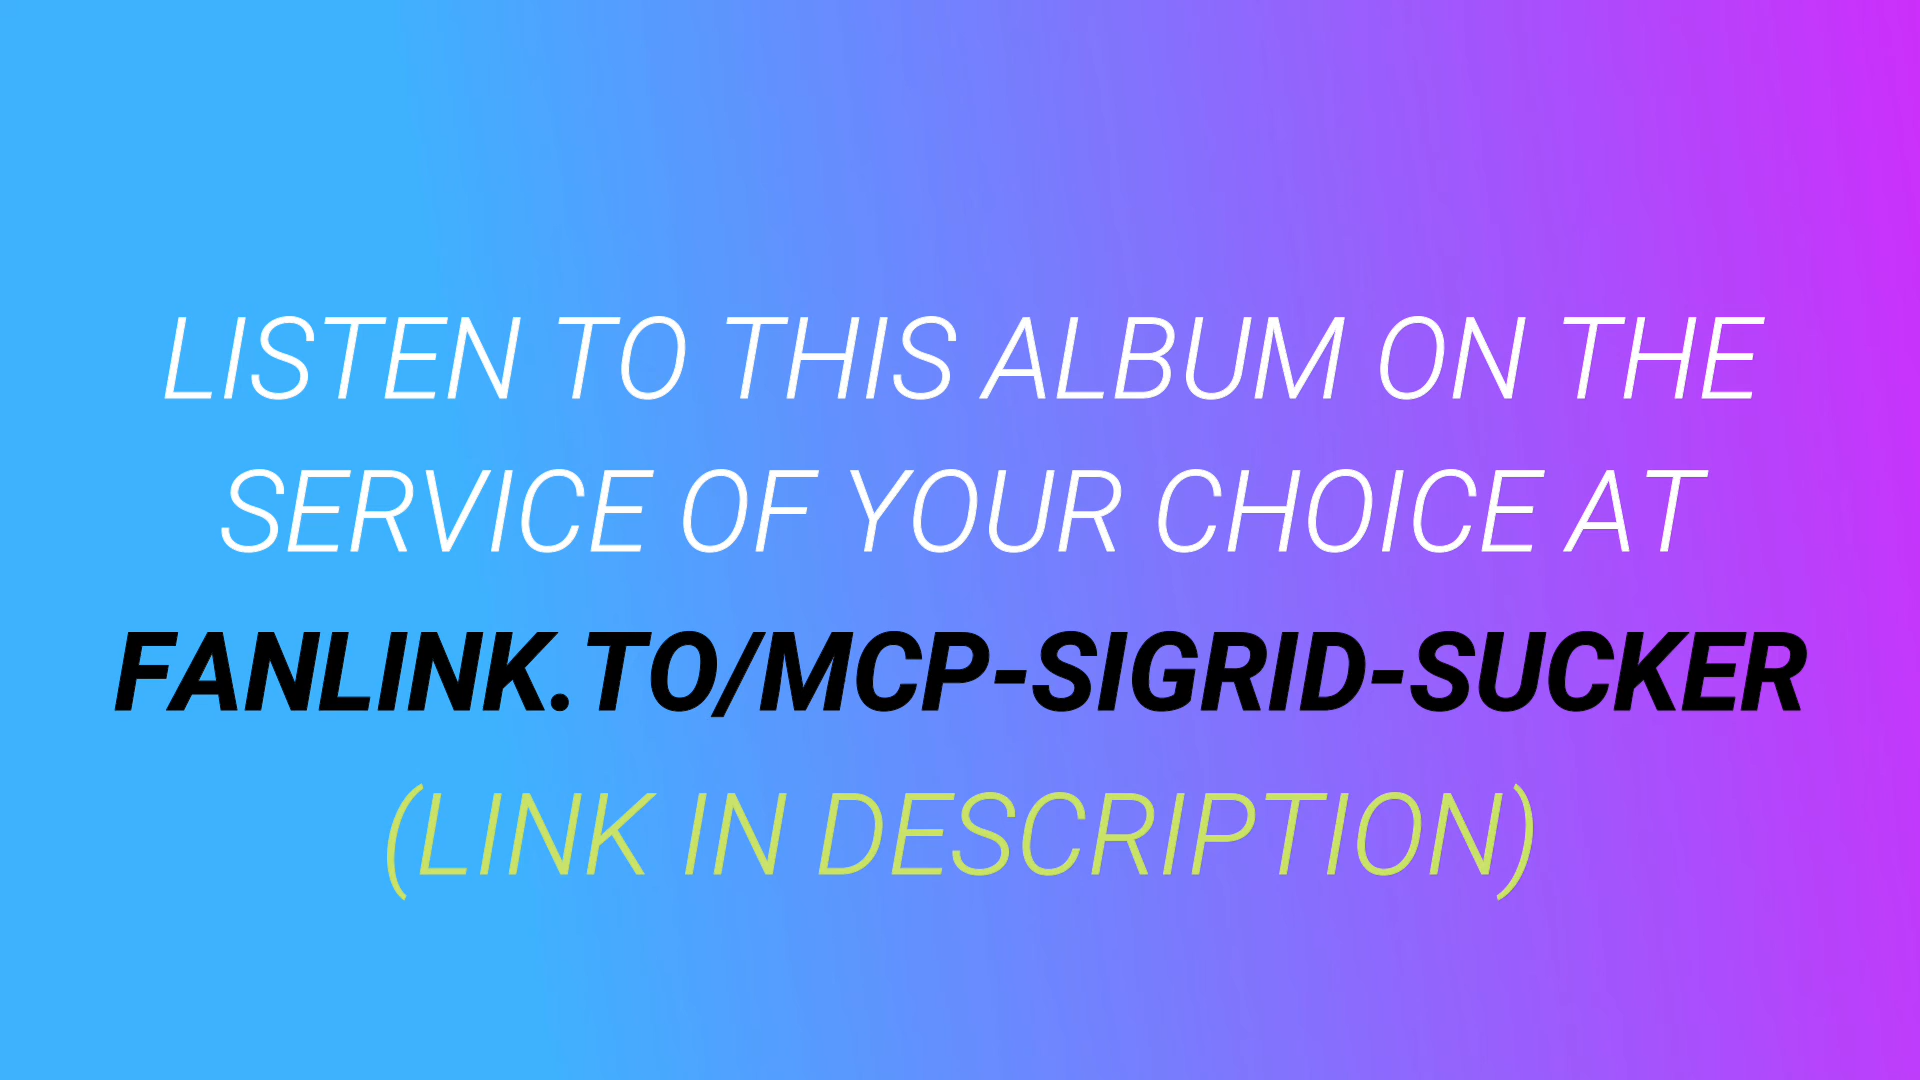 LISTEN TO THIS ALBUM ON THE
SERVICE OF YOUR CHOICE AT
FANLINK.TO/MCP-SIGRID-SUCKER
(LINK IN DESCRIPTION)